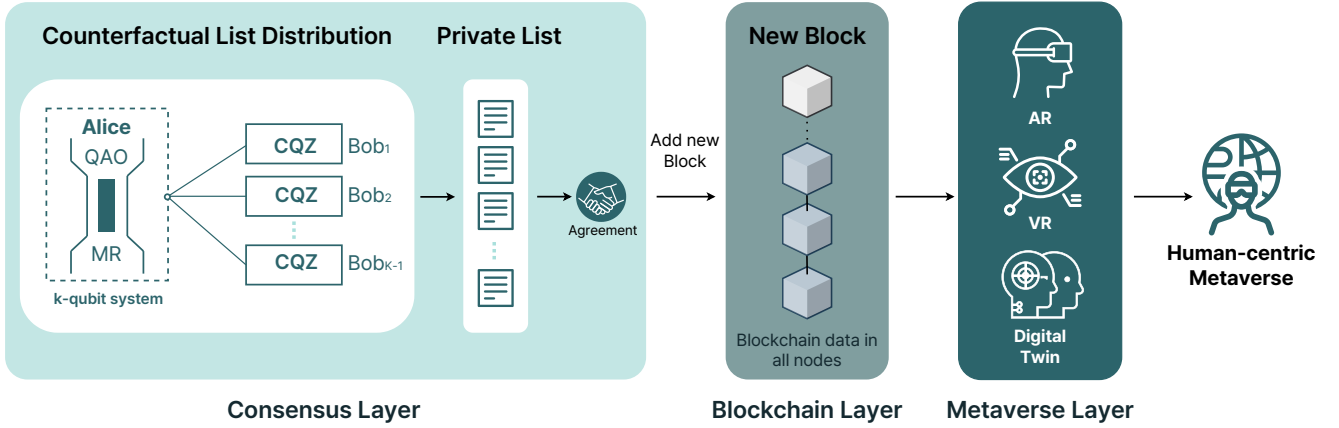 Counterfactual List Distribution
Private List
Alice
QAO
MR
k-qubit system
CQZ
Bob1
CQZ
Bob2
CQZ
BobK-1
Agreement
Consensus Layer
Add new
Block
New Block
Blockchain data in
all nodes
Blockchain Layer
AR
VR
Digital
Twin
Metaverse Layer
Human-centric
Metaverse